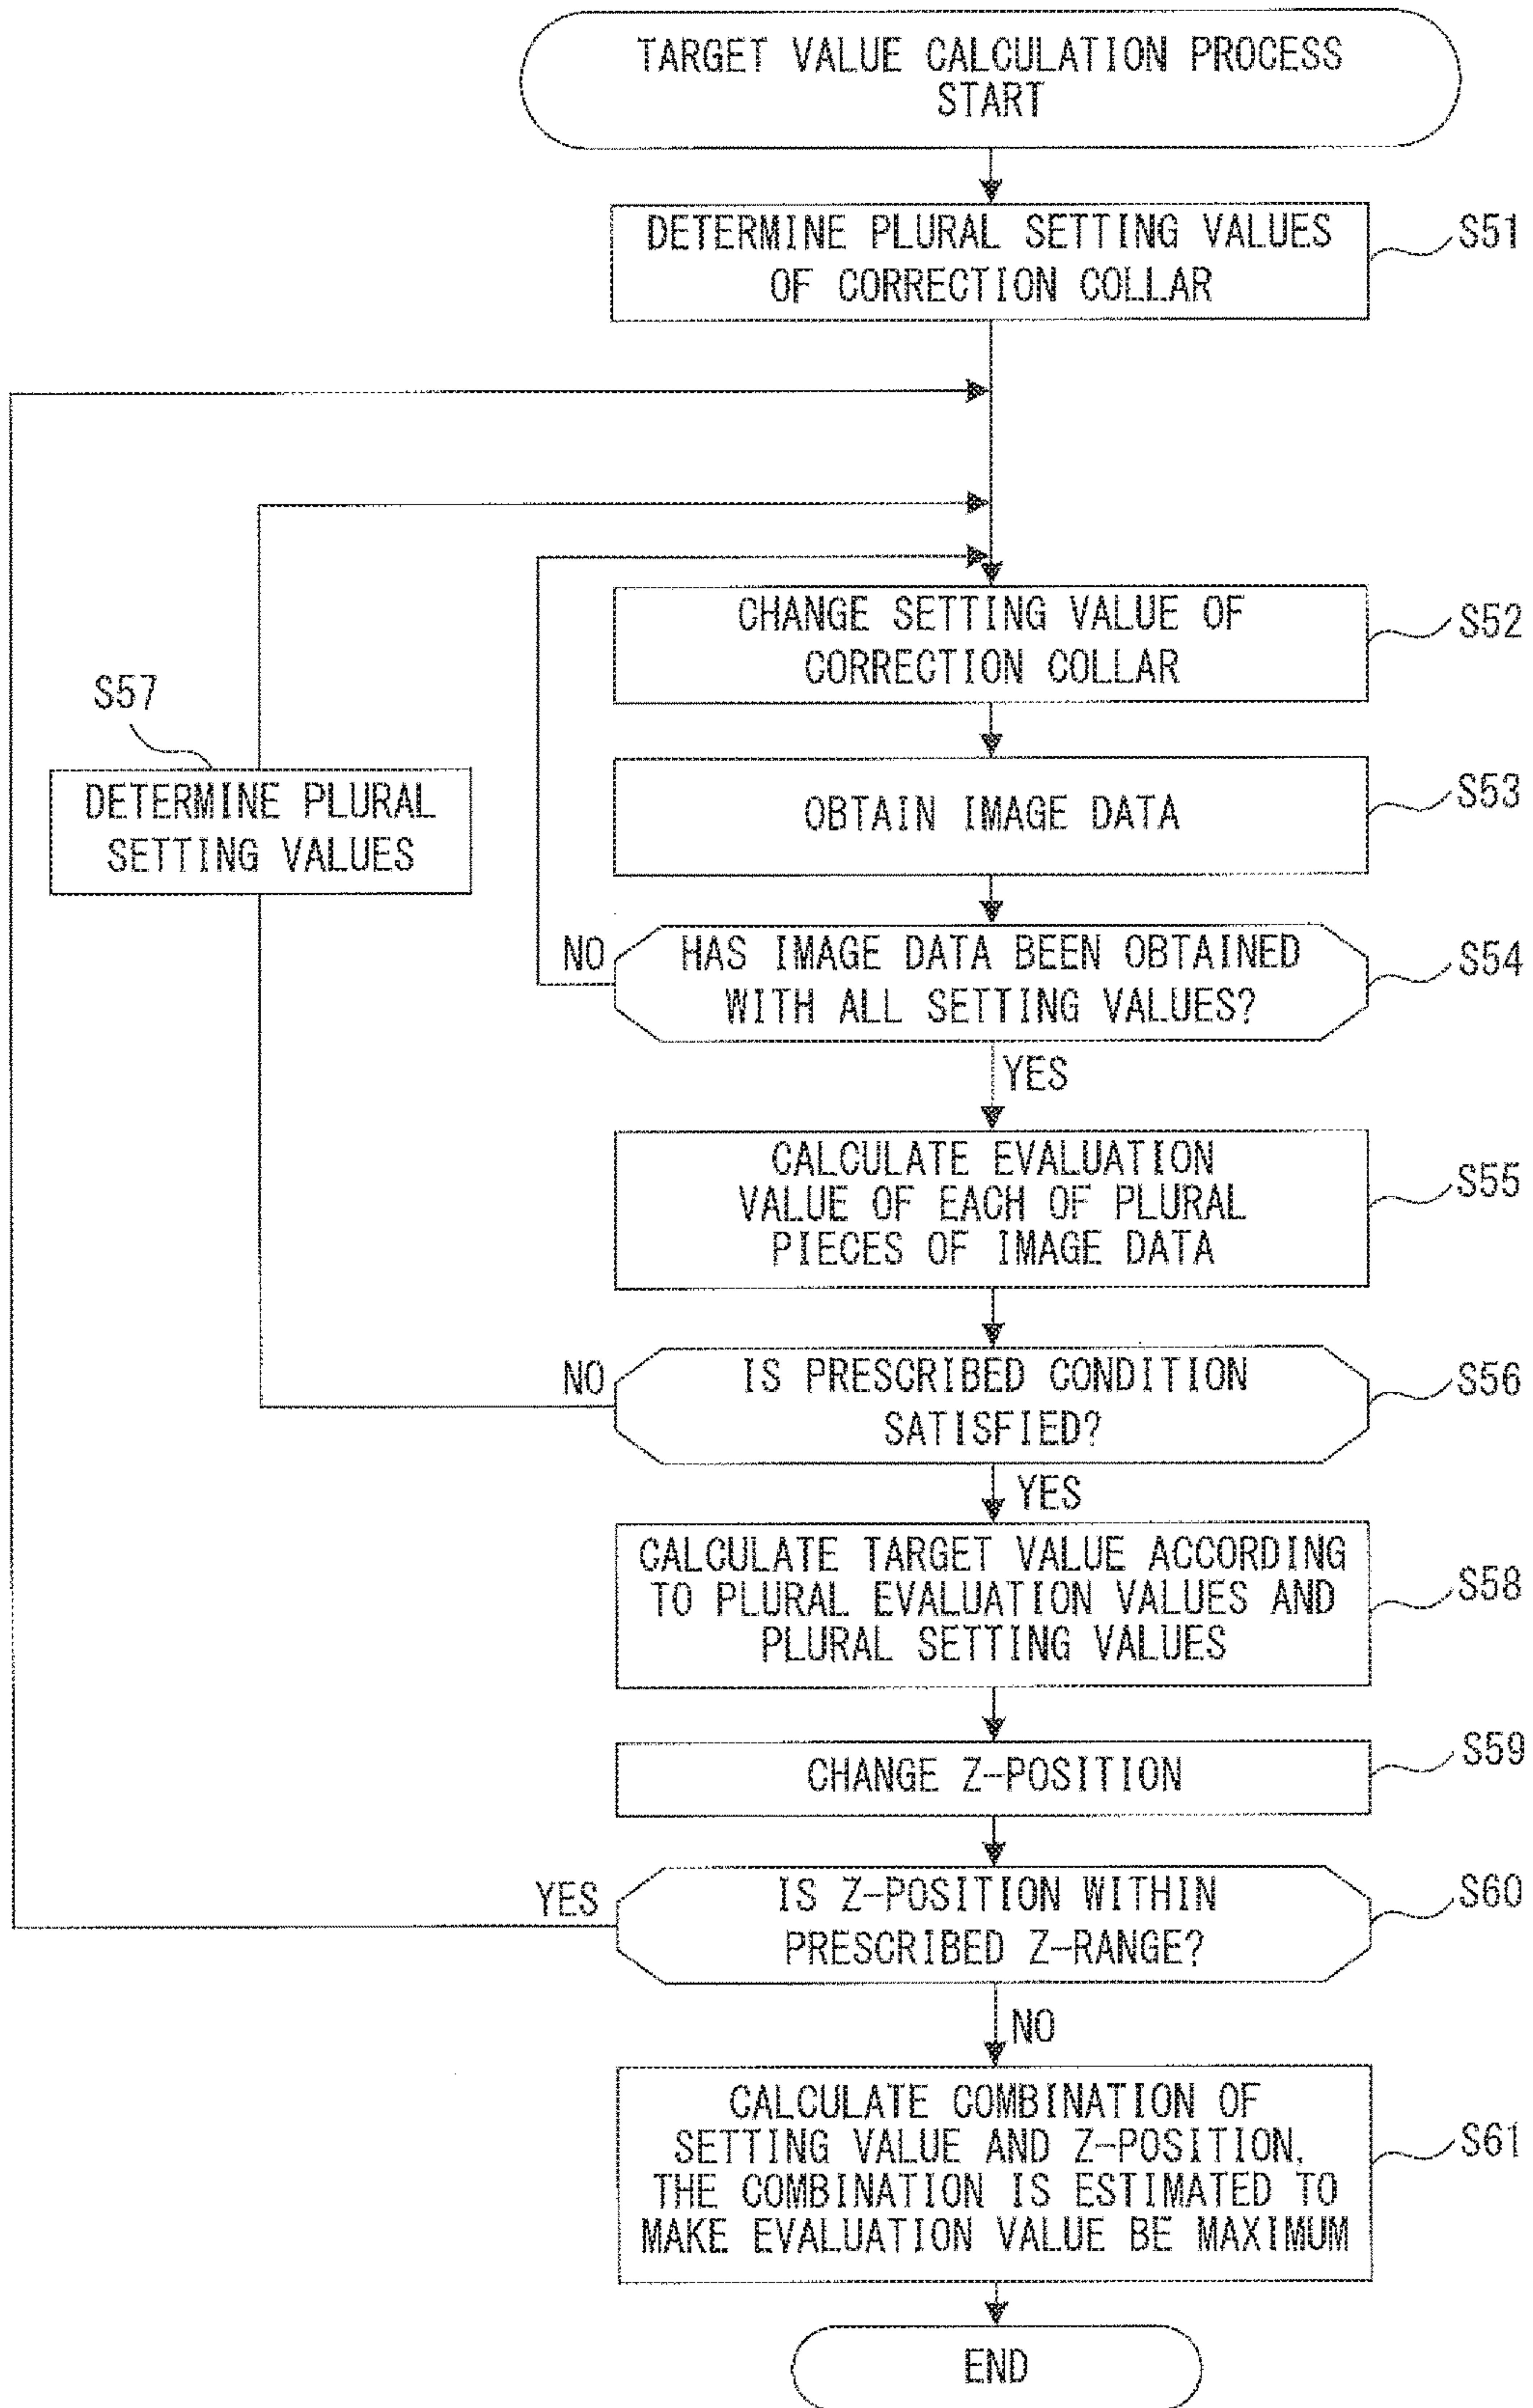 TARGET VALUE CALCULATION PROCESS
START
DETERMINE PLURAL SETTING VALUES
OF CORRECTION COLLAR
S51
CHANGE SETTING VALUE OF
CORRECTION COLLAR
S52
S57
DETERMINE PLURAL
SETTING VALUES
OBTAIN IMAGE DATA
S53
NO
HAS IMAGE DATA BEEN OBTAINED
WITH ALL SETTING VALUES?
S54
YES
CALCULATE EVALUATION
VALUE OF EACH OF PLURAL
PIECES OF IMAGE DATA
S55
NO
IS PRESCRIBED CONDITION
SATISFIED?
S56
YES
CALCULATE TARGET VALUE ACCORDING
TO PLURAL EVALUATION VALUES AND
PLURAL SETTING VALUES
S58
CHANGE Z-POSITION
S59
YES
IS Z-POSITION WITHIN
PRESCRIBED Z-RANGE?
S60
NO
CALCULATE COMBINATION OF
SETTING VALUE AND Z-POSITION.
THE COMBINATION IS ESTIMATED TO
MAKE EVALUATION VALUE BE MAXIMUM
S61
END